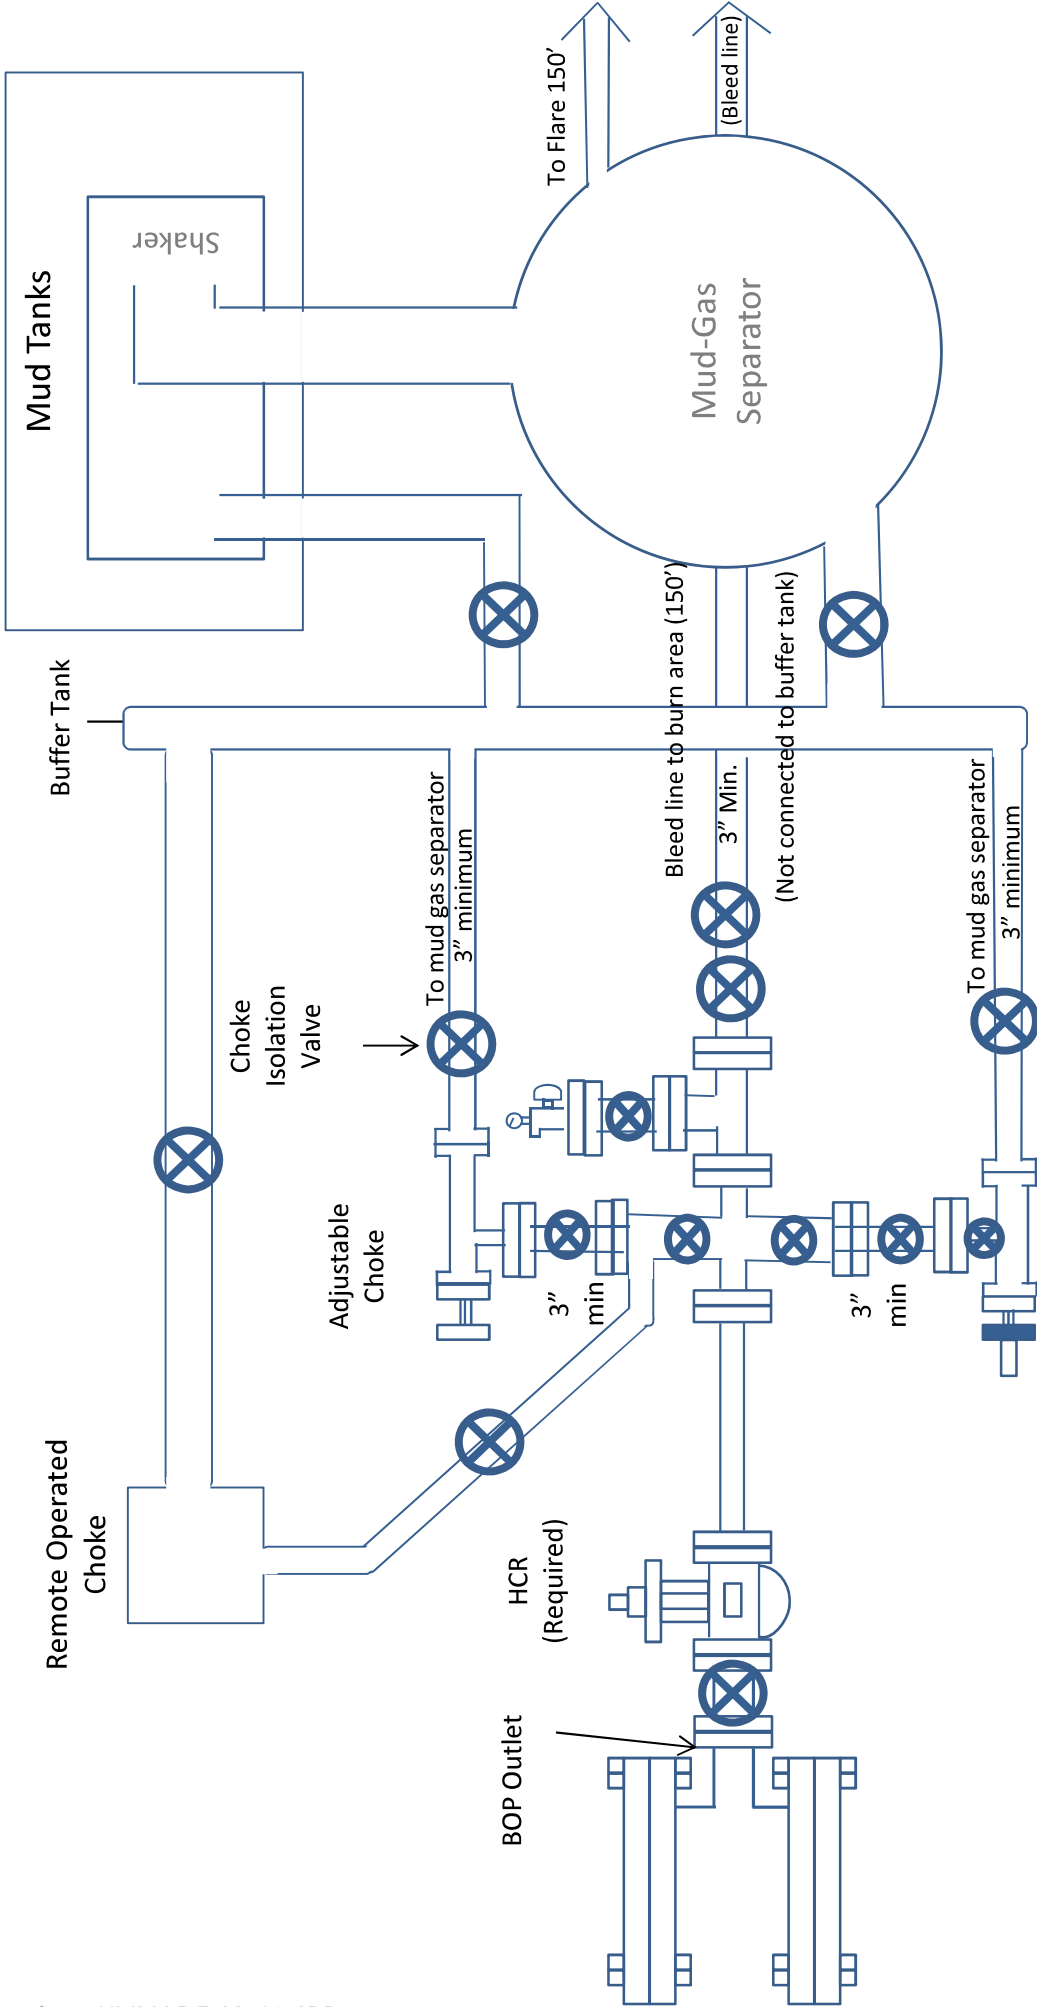 Mud Tanks
Shaker
To Flare 150’
(Bleed line)
Mud-Gas
Separator
Buffer Tank
Bleed line to burn area (150’)
3” Min.
(Not connected to buffer tank)
To mud gas separator
3” minimum
To mud gas separator
3” minimum
Choke
Isolation
Valve
Adjustable
Choke
3”
min
3”
min
Remote Operated
Choke
HCR
(Required)
BOP Outlet